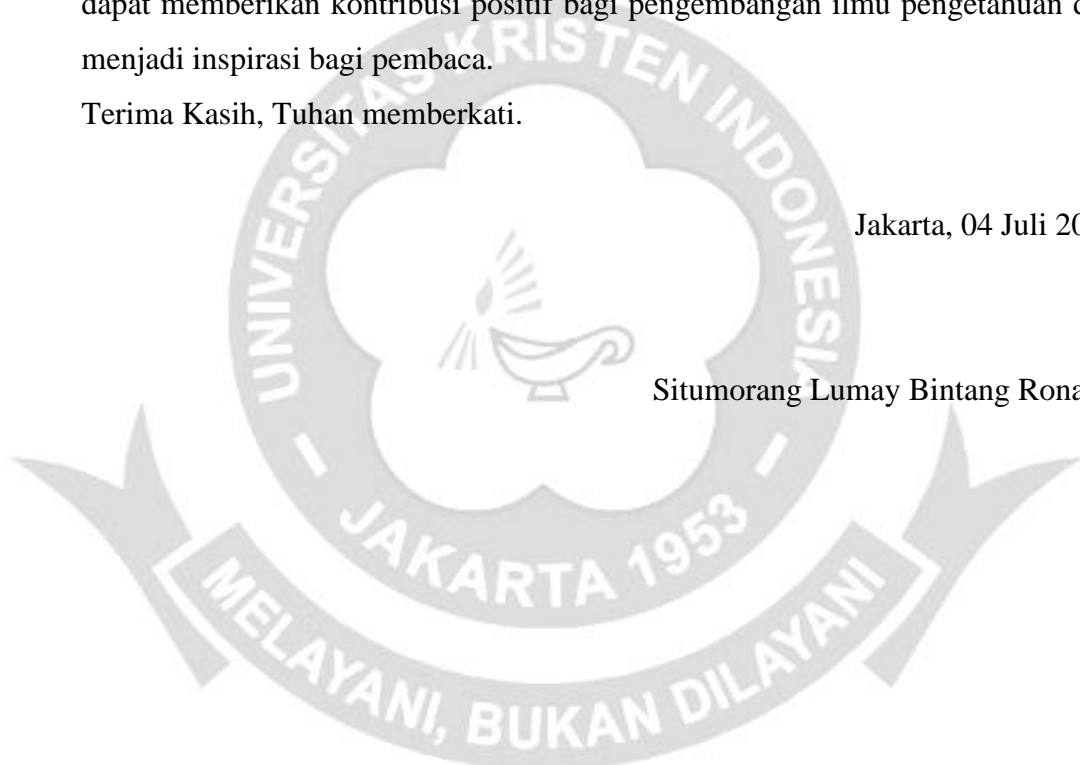 dapat memberikan kontribusi positif bagi pengembangan ilmu pengetahuan
menjadi inspirasi bagi pembaca.
Terima Kasih, Tuhan memberkati.
Jakarta, 04 Juli 20
Situmorang Lumay Bintang Rona
UNIVERSITAS KRISTEN INDONESIA
- JAKARTA 1953 -
MELAYANI, BUKAN DILAYANI